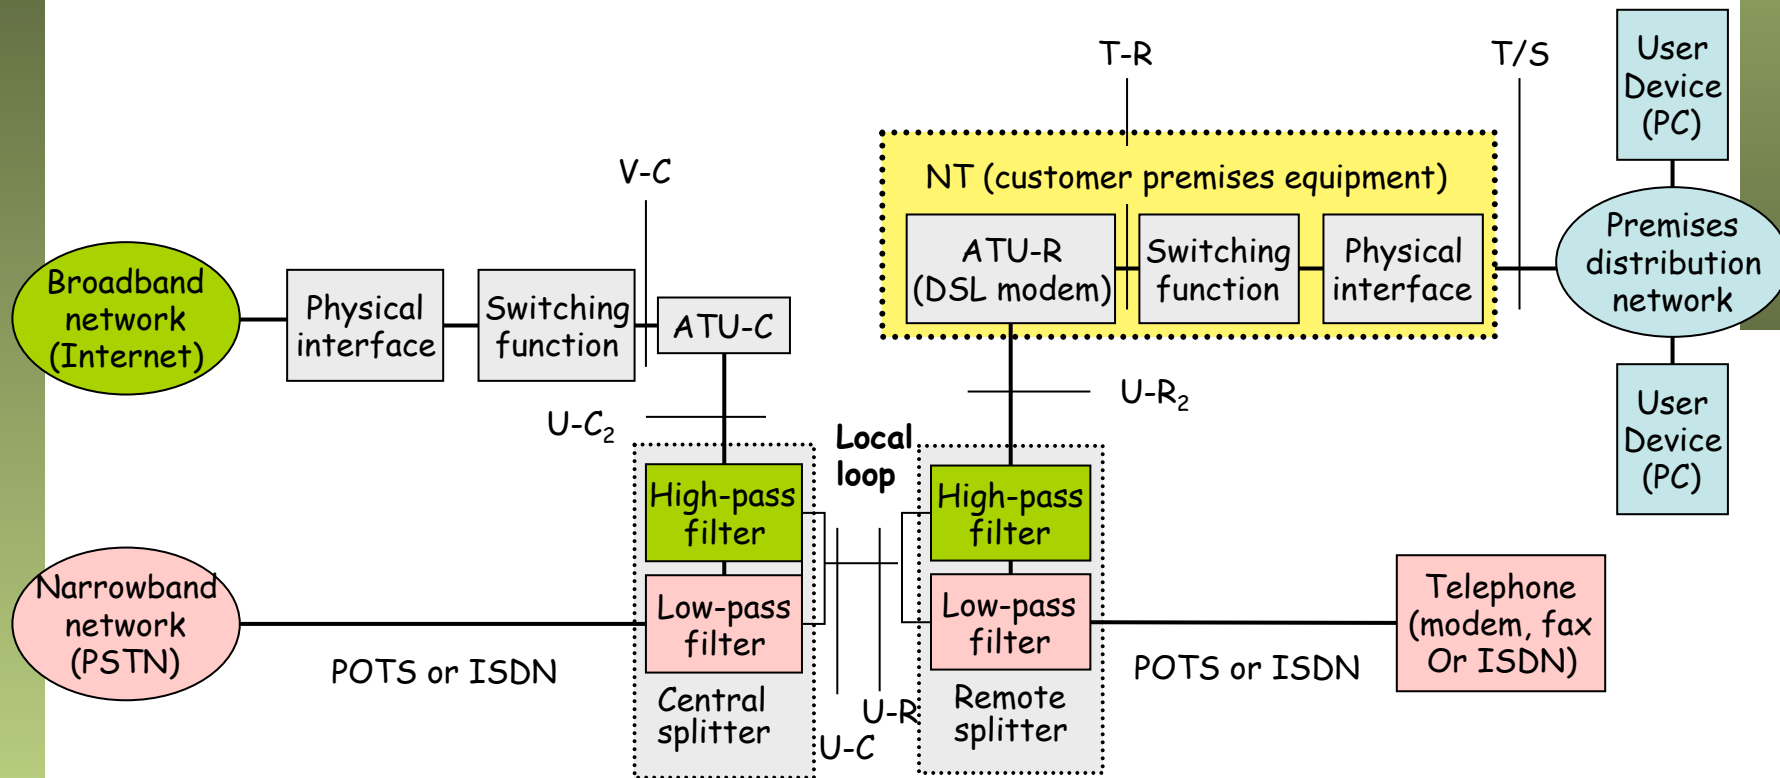 T-R
T/S
User
Device
(PC)
V-C
NT (customer premises equipment)
Broadband
network
(Internet)
Physical
interface
Switching
function
ATU-C
ATU-R
(DSL modem)
Switching
function
Physical
interface
Premises
distribution
network
U-C₂
U-R₂
User
Device
(PC)
Local
loop
High-pass
filter
High-pass
filter
Narrowband
network
(PSTN)
Low-pass
filter
Low-pass
filter
Telephone
(modem, fax
Or ISDN)
POTS or ISDN
POTS or ISDN
Central
splitter
U-R
U-C
Remote
splitter